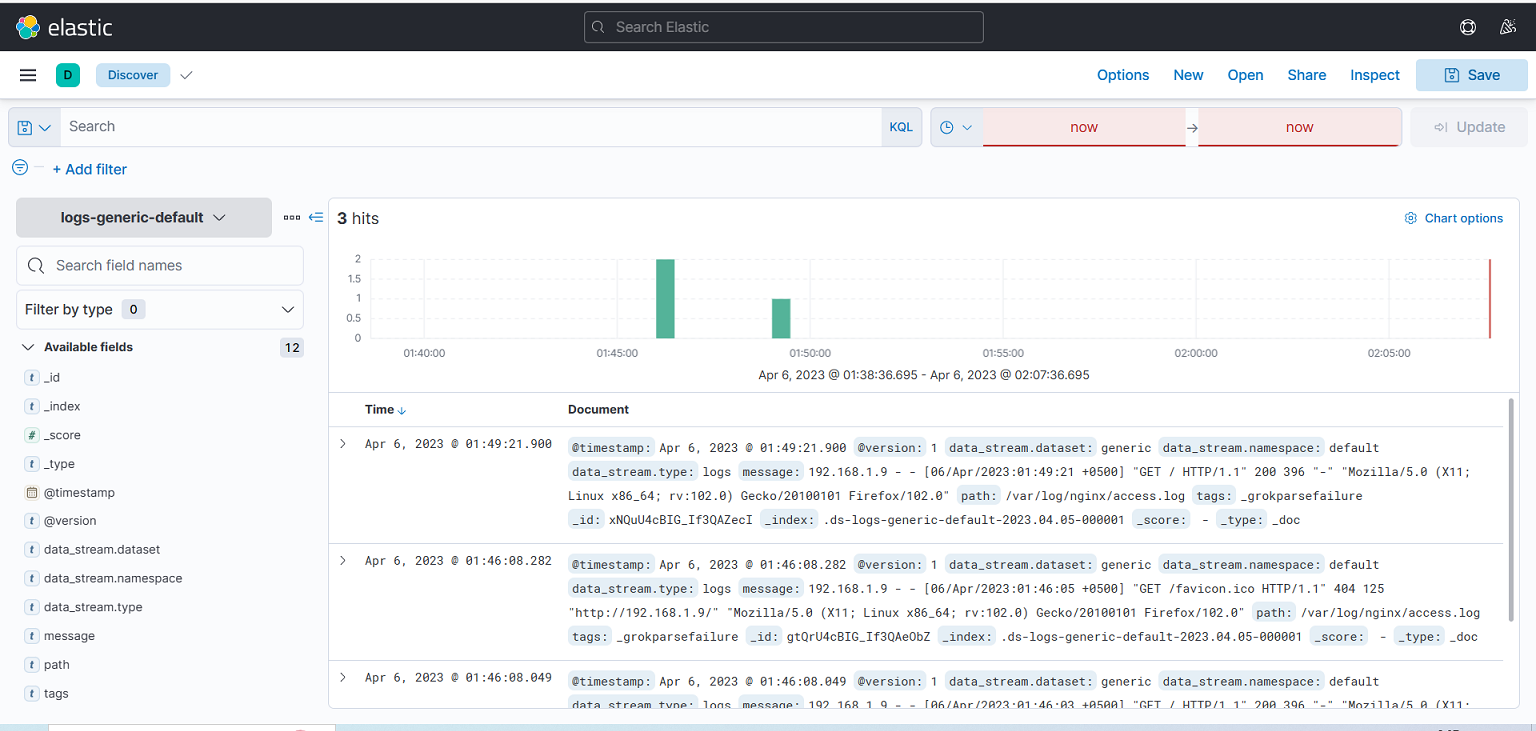 elastic
Search Elastic
D
Discover
Options
New
Open
Share
Inspect
Save
Search
KQL
now
→
now
Update
+ Add filter
logs-generic-default
3 hits
Chart options
Search field names
Filter by type 0
Available fields 12
t _id
t _index
# _score
t _type
@timestamp
t @version
t data_stream.dataset
t data_stream.namespace
t data_stream.type
t message
t path
t tags
2
1.5
1
0.5
0
01:40:00 01:45:00 01:50:00 01:55:00 02:00:00 02:05:00
Apr 6, 2023 @ 01:38:36.695 - Apr 6, 2023 @ 02:07:36.695
Time ↓ Document
Apr 6, 2023 @ 01:49:21.900
@timestamp: Apr 6, 2023 @ 01:49:21.900 @version: 1 data_stream.dataset: generic data_stream.namespace: default
data_stream.type: logs message: 192.168.1.9 - - [06/Apr/2023:01:49:21 +0500] "GET / HTTP/1.1" 200 396 "-" "Mozilla/5.0 (X11;
Linux x86_64; rv:102.0) Gecko/20100101 Firefox/102.0" path: /var/log/nginx/access.log tags: _grokparsefailure
_id: xNQuU4cBIG_If3QAZecI _index: .ds-logs-generic-default-2023.04.05-000001 _score: - _type: _doc
Apr 6, 2023 @ 01:46:08.282
@timestamp: Apr 6, 2023 @ 01:46:08.282 @version: 1 data_stream.dataset: generic data_stream.namespace: default
data_stream.type: logs message: 192.168.1.9 - - [06/Apr/2023:01:46:05 +0500] "GET /favicon.ico HTTP/1.1" 404 125
"http://192.168.1.9/" "Mozilla/5.0 (X11; Linux x86_64; rv:102.0) Gecko/20100101 Firefox/102.0" path: /var/log/nginx/access.log
tags: _grokparsefailure _id: gtQrU4cBIG_If3QAeObZ _index: .ds-logs-generic-default-2023.04.05-000001 _score: - _type: _doc
Apr 6, 2023 @ 01:46:08.049
@timestamp: Apr 6, 2023 @ 01:46:08.049 @version: 1 data_stream.dataset: generic data_stream.namespace: default
data_stream.type: logs message: 192.168.1.9 - - [06/Apr/2023:01:46:03 +0500] "GET / HTTP/1.1" 200 396 "-" "Mozilla/5.0 (X11;